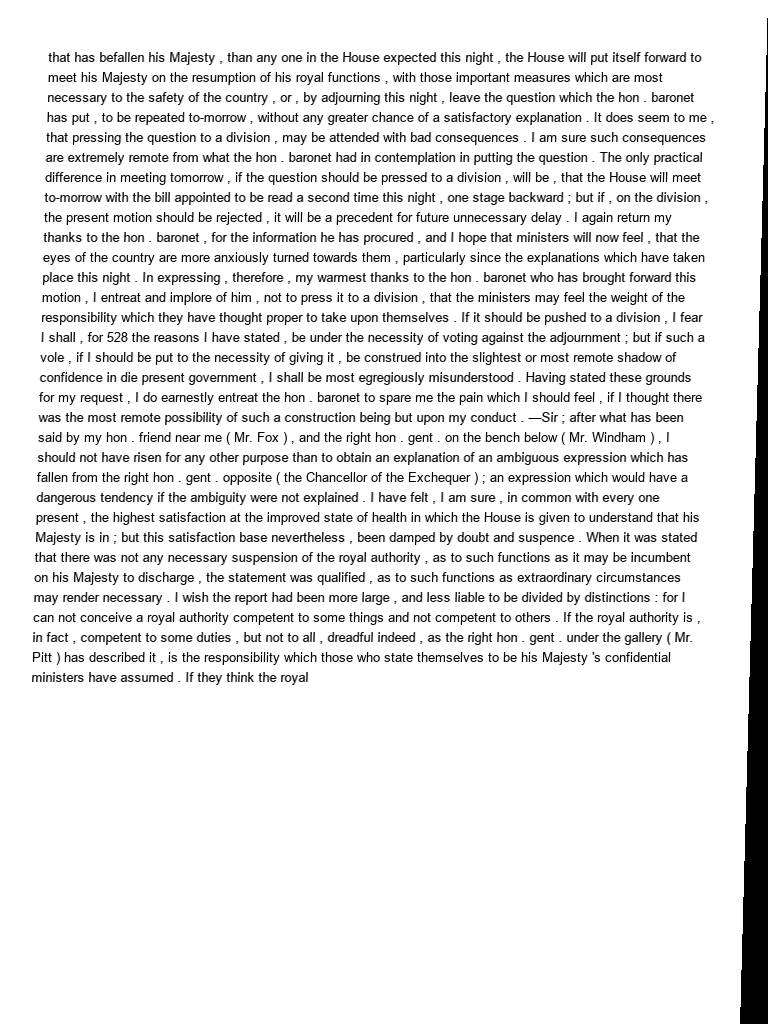 that has befallen his Majesty , than any one in the House expected this night , the House will put itself forward to
meet his Majesty on the resumption of his royal functions , with those important measures which are most
necessary to the safety of the country , or , by adjourning this night , leave the question which the hon . baronet
has put , to be repeated to-morrow , without any greater chance of a satisfactory explanation . It does seem to me ,
that pressing the question to a division , may be attended with bad consequences . I am sure such consequences
are extremely remote from what the hon . baronet had in contemplation in putting the question . The only practical
difference in meeting tomorrow , if the question should be pressed to a division , will be , that the House will meet
to-morrow with the bill appointed to be read a second time this night , one stage backward ; but if , on the division ,
the present motion should be rejected , it will be a precedent for future unnecessary delay . I again return my
thanks to the hon . baronet , for the information he has procured , and I hope that ministers will now feel , that the
eyes of the country are more anxiously turned towards them , particularly since the explanations which have taken
place this night . In expressing , therefore , my warmest thanks to the hon . baronet who has brought forward this
motion , I entreat and implore of him , not to press it to a division , that the ministers may feel the weight of the
responsibility which they have thought proper to take upon themselves . If it should be pushed to a division , I fear
I shall , for 528 the reasons I have stated , be under the necessity of voting against the adjournment ; but if such a
vole , if I should be put to the necessity of giving it , be construed into the slightest or most remote shadow of
confidence in die present government , I shall be most egregiously misunderstood . Having stated these grounds
for my request , I do earnestly entreat the hon . baronet to spare me the pain which I should feel , if I thought there
was the most remote possibility of such a construction being but upon my conduct . —Sir ; after what has been
said by my hon . friend near me ( Mr. Fox ) , and the right hon . gent . on the bench below ( Mr. Windham ) , I
should not have risen for any other purpose than to obtain an explanation of an ambiguous expression which has
fallen from the right hon . gent . opposite ( the Chancellor of the Exchequer ) ; an expression which would have a
dangerous tendency if the ambiguity were not explained . I have felt , I am sure , in common with every one
present , the highest satisfaction at the improved state of health in which the House is given to understand that his
Majesty is in ; but this satisfaction base nevertheless , been damped by doubt and suspence . When it was stated
that there was not any necessary suspension of the royal authority , as to such functions as it may be incumbent
on his Majesty to discharge , the statement was qualified , as to such functions as extraordinary circumstances
may render necessary . I wish the report had been more large , and less liable to be divided by distinctions : for I
can not conceive a royal authority competent to some things and not competent to others . If the royal authority is ,
in fact , competent to some duties , but not to all , dreadful indeed , as the right hon . gent . under the gallery ( Mr.
Pitt ) has described it , is the responsibility which those who state themselves to be his Majesty 's confidential
ministers have assumed . If they think the royal